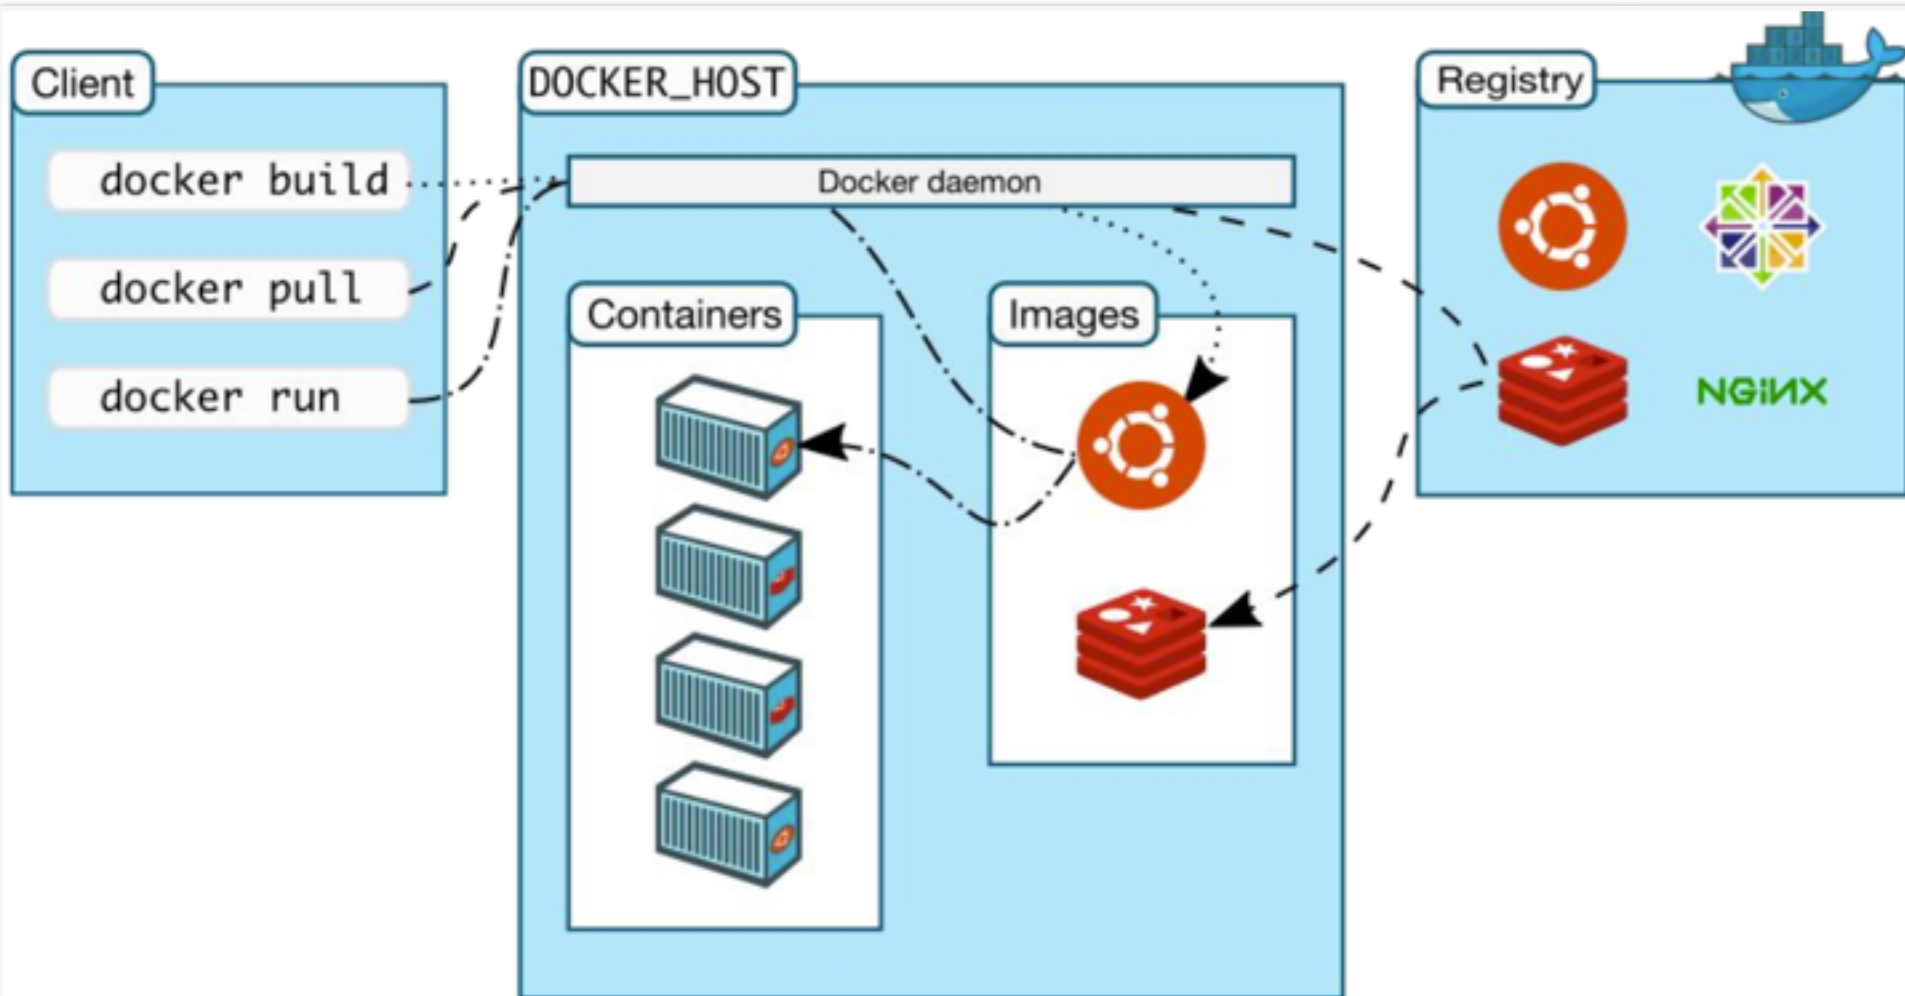 Client
docker build
docker pull
docker run
DOCKER_HOST
Docker daemon
Containers
Images
Registry
NGiNX